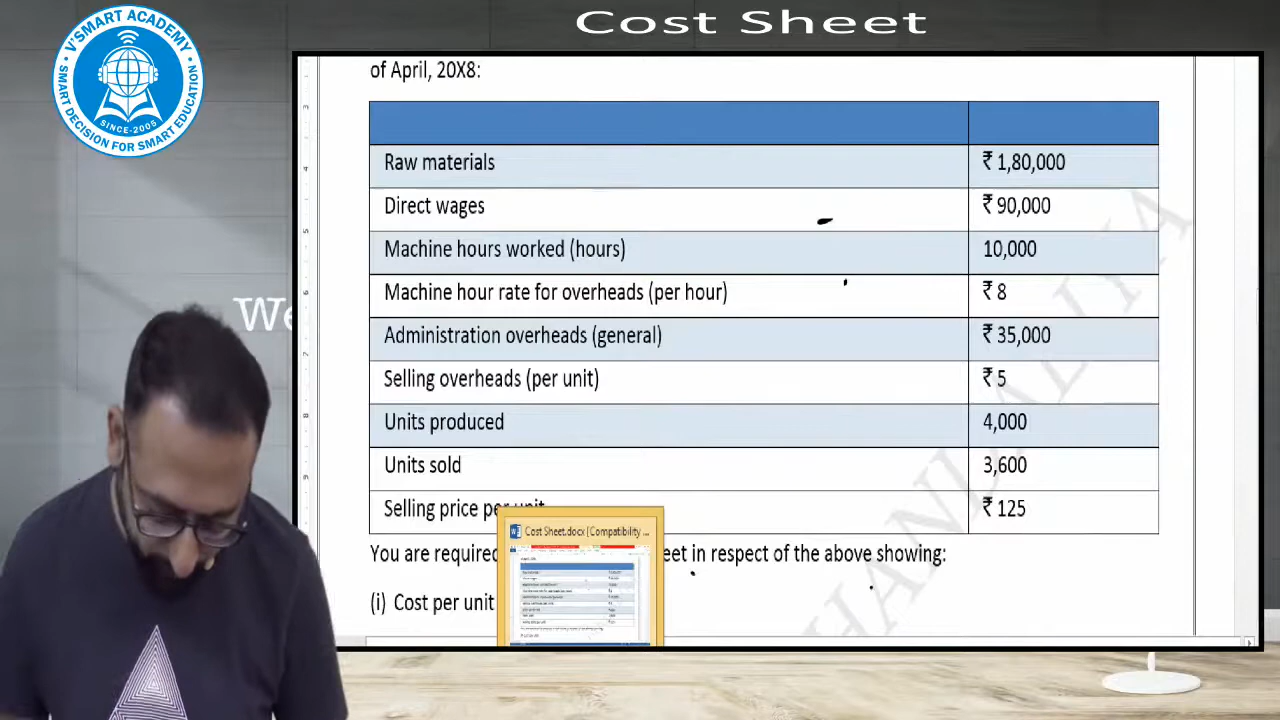 Cost Sheet
V'SMART ACADEMY
SMART DECISION FOR SMART EDUCATION
SINCE-2005
We
of April, 20X8:
Raw materials ₹ 1,80,000
Direct wages ₹ 90,000
Machine hours worked (hours) 10,000
Machine hour rate for overheads (per hour) ₹ 8
Administration overheads (general) ₹ 35,000
Selling overheads (per unit) ₹ 5
Units produced 4,000
Units sold 3,600
Selling price per unit ₹ 125
Cost Sheet.docx [Compatibility ...
You are required eet in respect of the above showing:
(i) Cost per unit